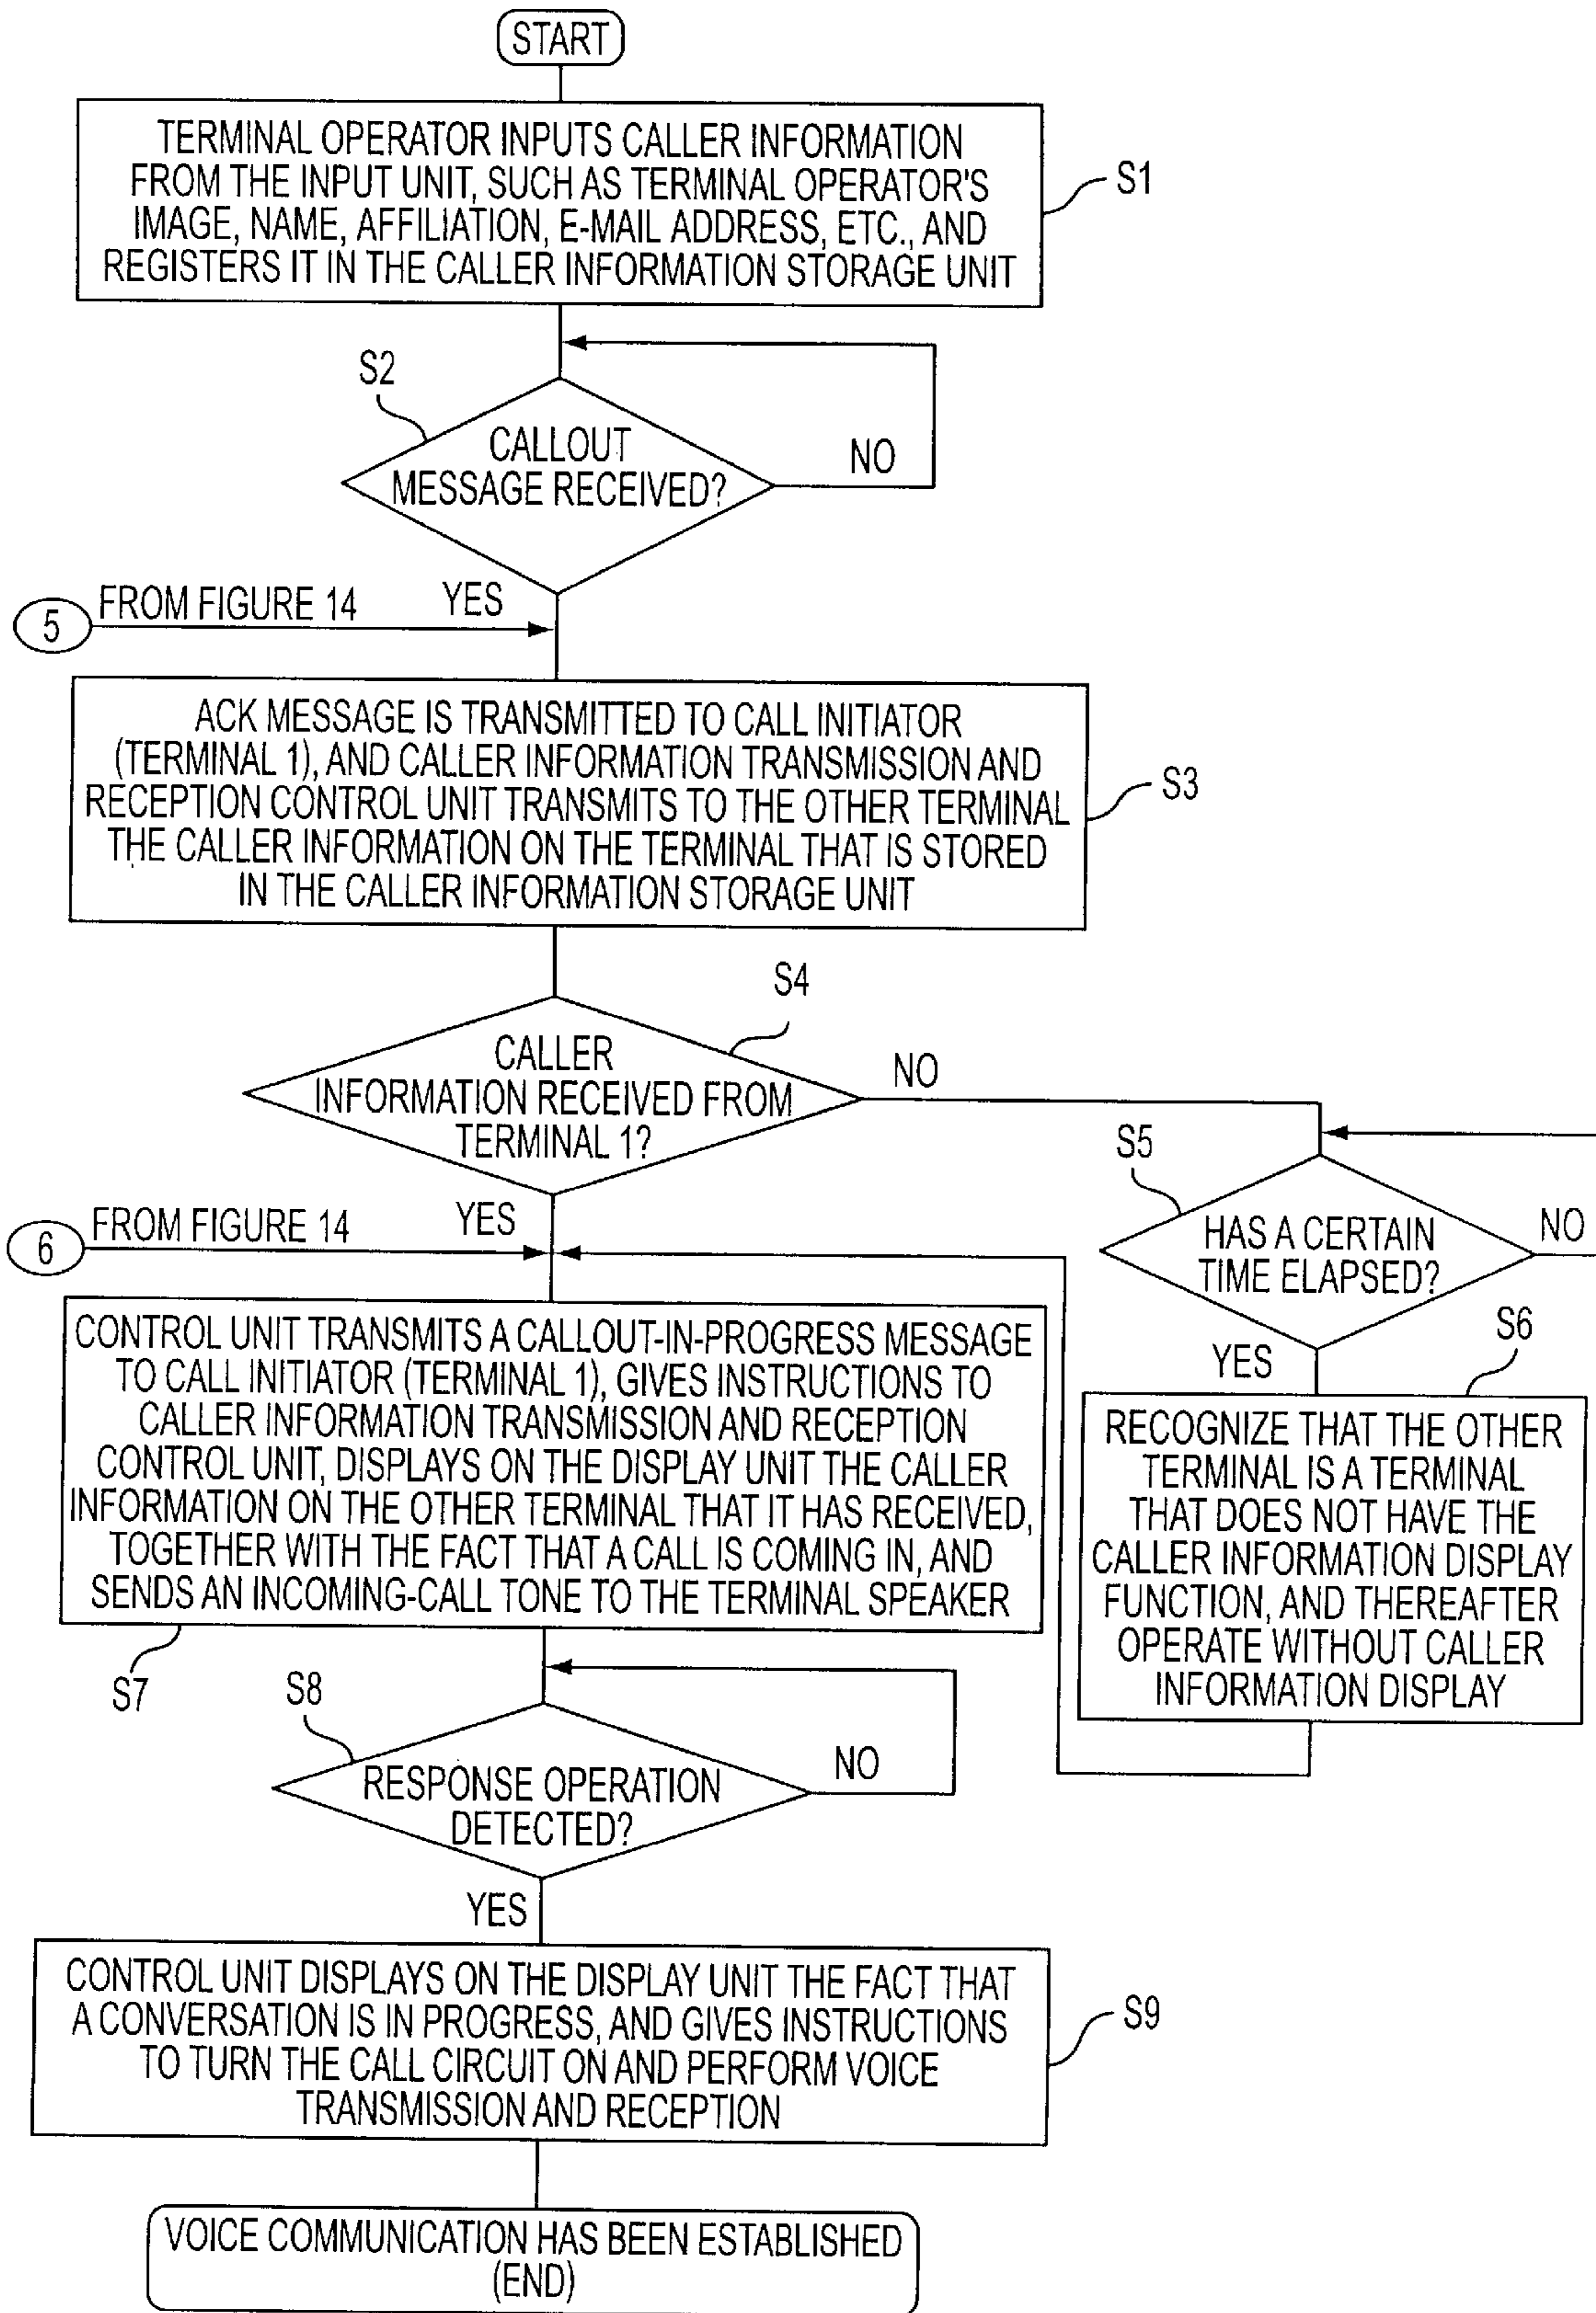 START
TERMINAL OPERATOR INPUTS CALLER INFORMATION
FROM THE INPUT UNIT, SUCH AS TERMINAL OPERATOR'S
IMAGE, NAME, AFFILIATION, E-MAIL ADDRESS, ETC., AND
REGISTERS IT IN THE CALLER INFORMATION STORAGE UNIT
S1
S2
CALLOUT
MESSAGE RECEIVED?
NO
YES
5
FROM FIGURE 14
ACK MESSAGE IS TRANSMITTED TO CALL INITIATOR
(TERMINAL 1), AND CALLER INFORMATION TRANSMISSION AND
RECEPTION CONTROL UNIT TRANSMITS TO THE OTHER TERMINAL
THE CALLER INFORMATION ON THE TERMINAL THAT IS STORED
IN THE CALLER INFORMATION STORAGE UNIT
S3
S4
CALLER
INFORMATION RECEIVED FROM
TERMINAL 1?
NO
YES
S5
HAS A CERTAIN
TIME ELAPSED?
NO
YES
S6
RECOGNIZE THAT THE OTHER
TERMINAL IS A TERMINAL
THAT DOES NOT HAVE THE
CALLER INFORMATION DISPLAY
FUNCTION, AND THEREAFTER
OPERATE WITHOUT CALLER
INFORMATION DISPLAY
6
FROM FIGURE 14
CONTROL UNIT TRANSMITS A CALLOUT-IN-PROGRESS MESSAGE
TO CALL INITIATOR (TERMINAL 1), GIVES INSTRUCTIONS TO
CALLER INFORMATION TRANSMISSION AND RECEPTION
CONTROL UNIT, DISPLAYS ON THE DISPLAY UNIT THE CALLER
INFORMATION ON THE OTHER TERMINAL THAT IT HAS RECEIVED,
TOGETHER WITH THE FACT THAT A CALL IS COMING IN, AND
SENDS AN INCOMING-CALL TONE TO THE TERMINAL SPEAKER
S7
S8
RESPONSE OPERATION
DETECTED?
NO
YES
CONTROL UNIT DISPLAYS ON THE DISPLAY UNIT THE FACT THAT
A CONVERSATION IS IN PROGRESS, AND GIVES INSTRUCTIONS
TO TURN THE CALL CIRCUIT ON AND PERFORM VOICE
TRANSMISSION AND RECEPTION
S9
VOICE COMMUNICATION HAS BEEN ESTABLISHED
(END)